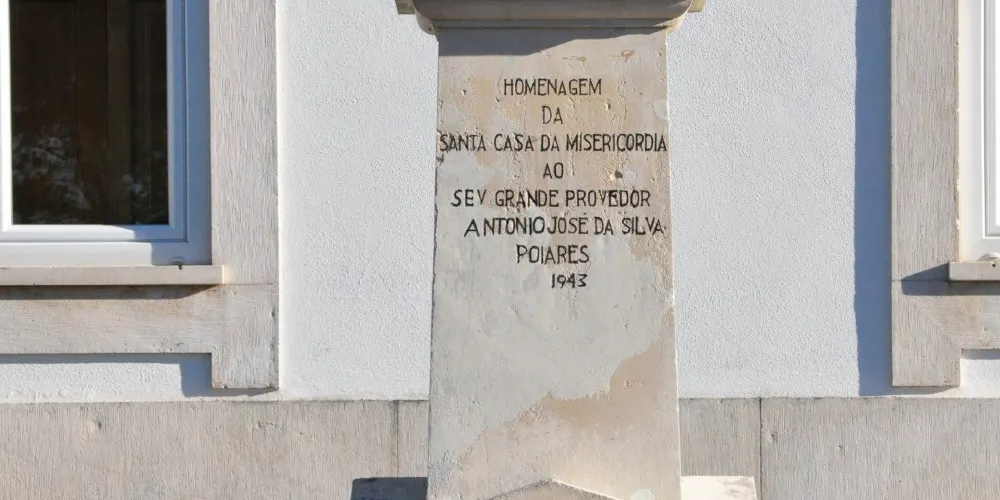 HOMENAGEM
DA
SANTA CASA DA MISERICORDIA
AO
SEV GRANDE PROVEDOR
ANTONIO JOSÉ DA SILVA
POIARES
1943